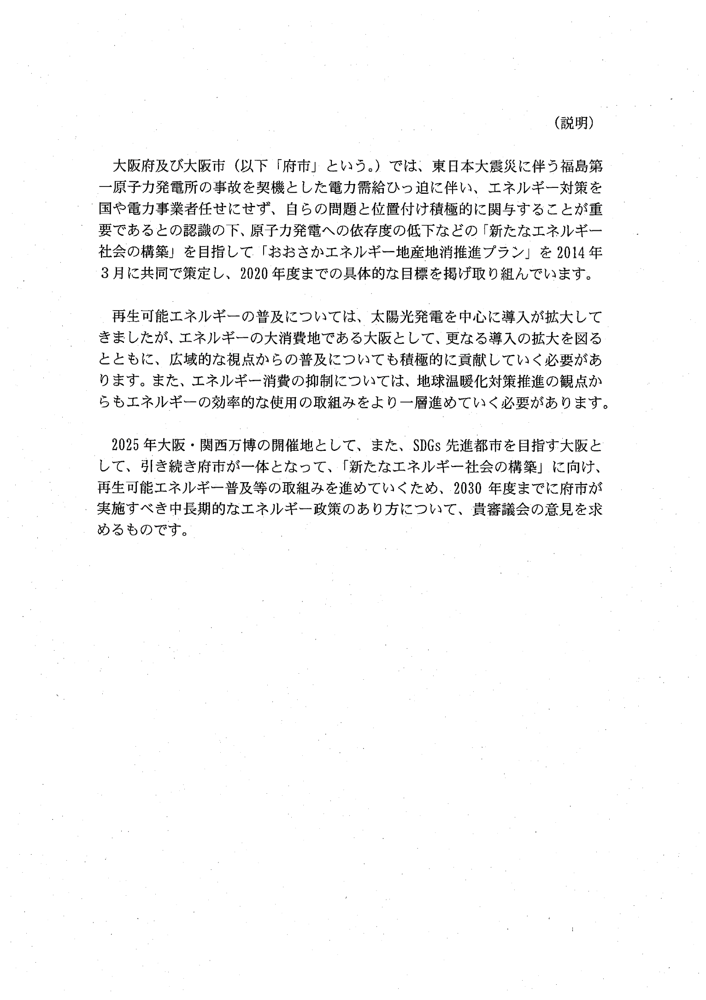 （説明）
大阪府及び大阪市（以下「府市」という。）では、東日本大震災に伴う福島第
一原子力発電所の事故を契機とした電力需給ひっ迫に伴い、エネルギー対策を
国や電力事業者任せにせず、自らの問題と位置付け積極的に関与することが重
要であるとの認識の下、原子力発電への依存度の低下などの「新たなエネルギー
社会の構築」を目指して「おおさかエネルギー地産地消推進プラン」を 2014 年
３月に共同で策定し、2020 年度までの具体的な目標を掲げ取り組んでいます。
再生可能エネルギーの普及については、太陽光発電を中心に導入が拡大して
きましたが、エネルギーの大消費地である大阪として、更なる導入の拡大を図る
とともに、広域的な視点からの普及についても積極的に貢献していく必要があ
ります。また、エネルギー消費の抑制については、地球温暖化対策推進の観点か
らもエネルギーの効率的な使用の取組みをより一層進めていく必要があります。
2025 年大阪・関西万博の開催地として、また、SDGs 先進都市を目指す大阪と
して、引き続き府市が一体となって、「新たなエネルギー社会の構築」に向け、
再生可能エネルギー普及等の取組みを進めていくため、2030 年度までに府市が
実施すべき中長期的なエネルギー政策のあり方について、貴審議会の意見を求
めるものです。